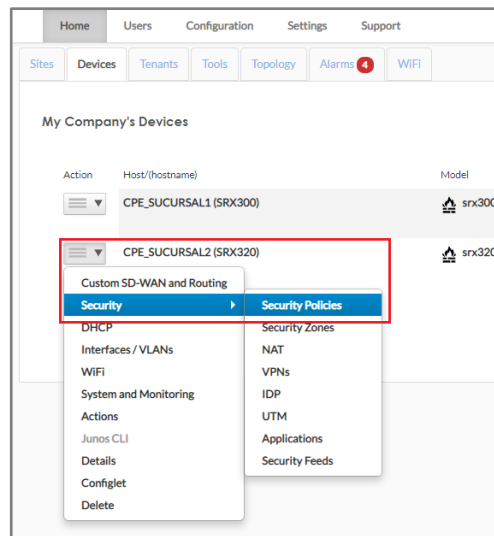 Home Users Configuration Settings Support
Sites Devices Tenants Tools Topology Alarms 4 WiFi
My Company's Devices
Action Host/(hostname) Model
CPE_SUCURSAL1 (SRX300) srx300
CPE_SUCURSAL2 (SRX320) srx320
Custom SD-WAN and Routing
Security Security Policies
DHCP Security Zones
Interfaces / VLANs NAT
WiFi VPNs
System and Monitoring IDP
Actions UTM
Junos CLI Applications
Details Security Feeds
Configlet
Delete